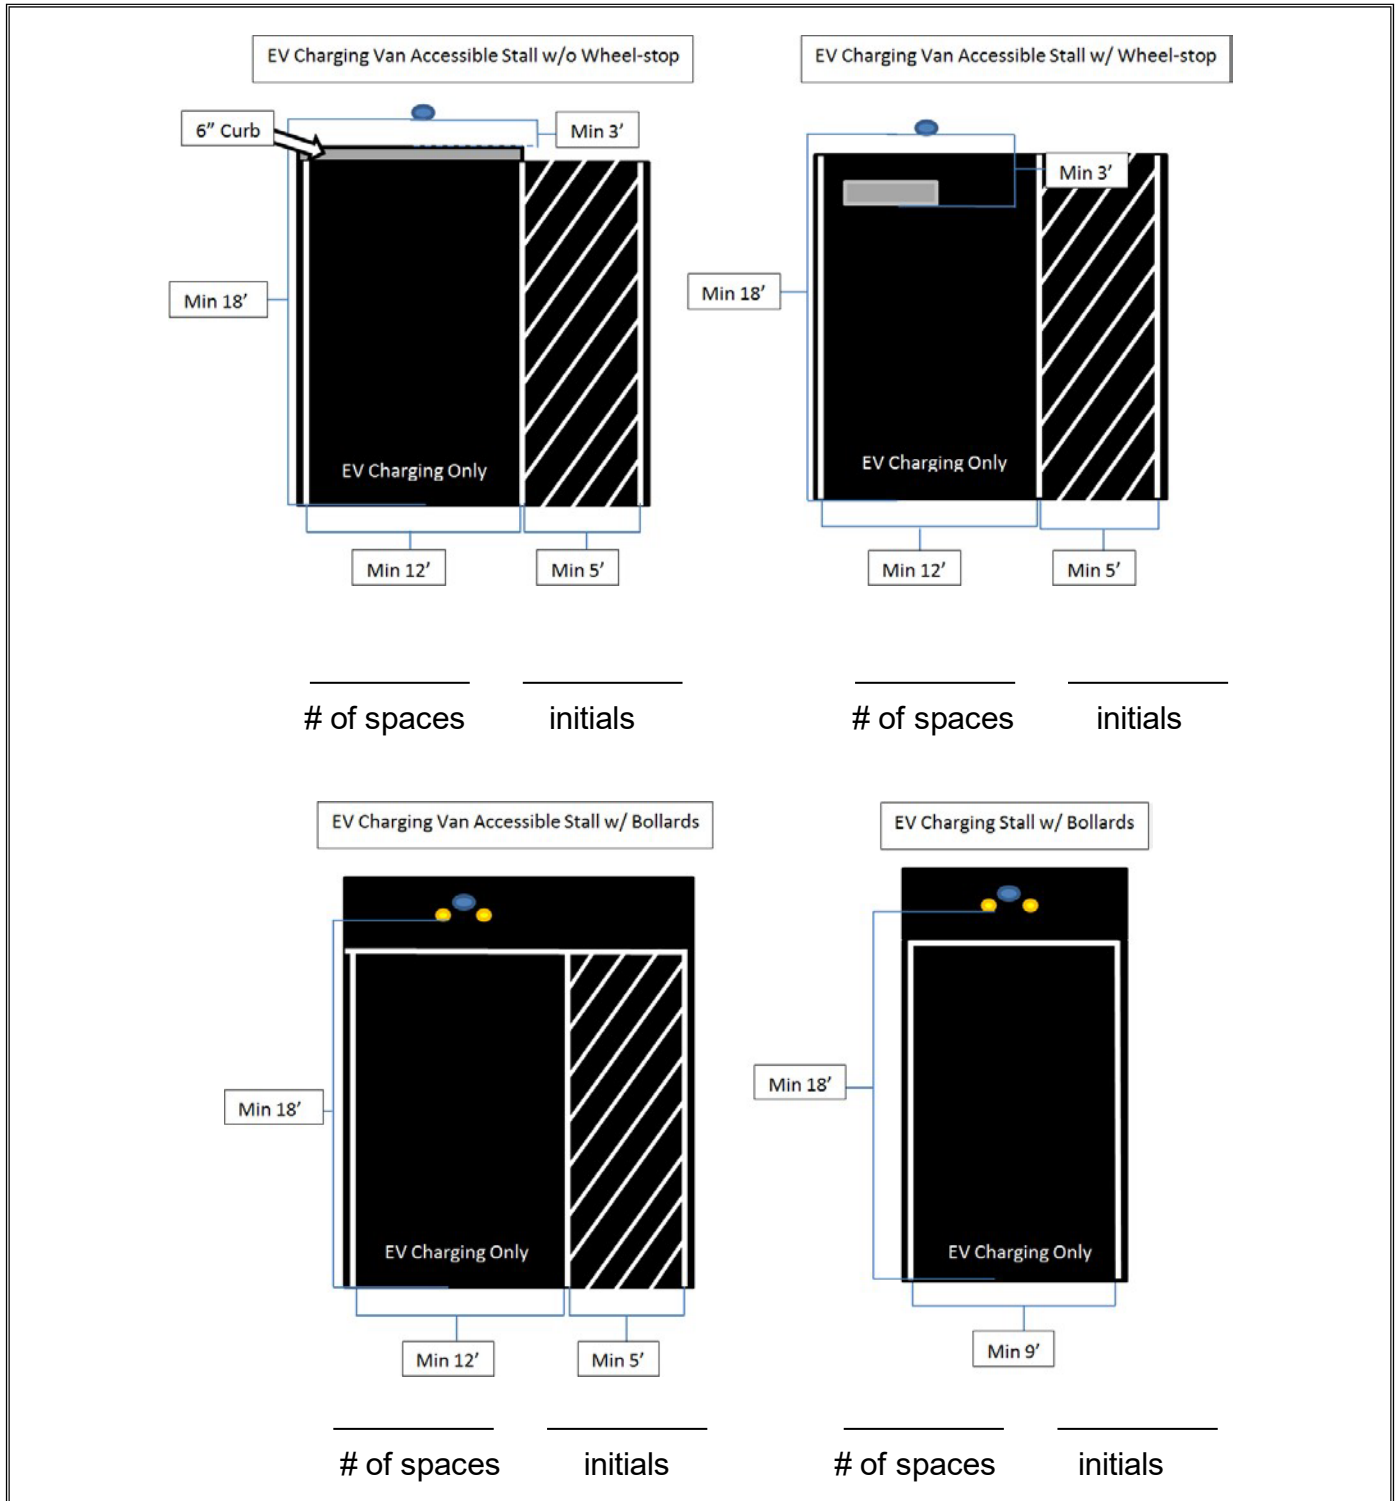 EV Charging Van Accessible Stall w/o Wheel-stop
6” Curb
Min 3’
Min 18’
EV Charging Only
Min 12’
Min 5’
# of spaces
initials
EV Charging Van Accessible Stall w/ Wheel-stop
Min 3’
Min 18’
EV Charging Only
Min 12’
Min 5’
# of spaces
initials
EV Charging Van Accessible Stall w/ Bollards
Min 18’
EV Charging Only
Min 12’
Min 5’
# of spaces
initials
EV Charging Stall w/ Bollards
Min 18’
EV Charging Only
Min 9’
# of spaces
initials